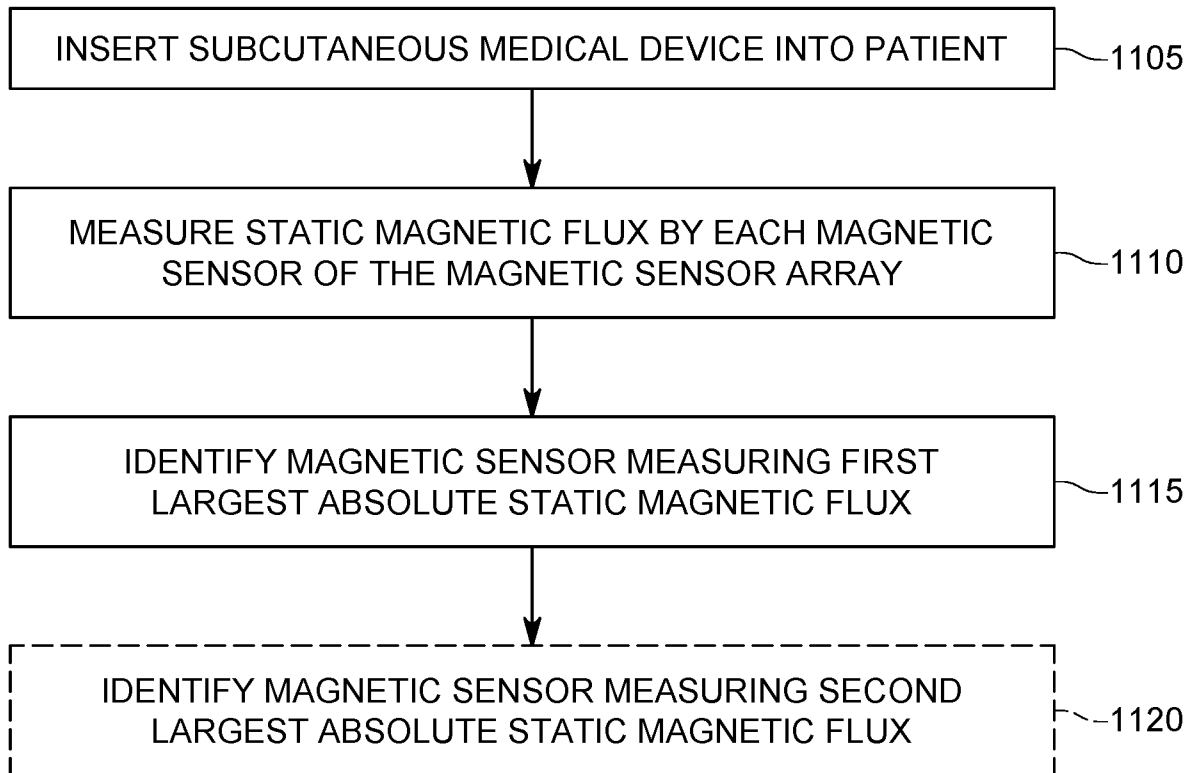 INSERT SUBCUTANEOUS MEDICAL DEVICE INTO PATIENT
1105
MEASURE STATIC MAGNETIC FLUX BY EACH MAGNETIC
SENSOR OF THE MAGNETIC SENSOR ARRAY
1110
IDENTIFY MAGNETIC SENSOR MEASURING FIRST
LARGEST ABSOLUTE STATIC MAGNETIC FLUX
1115
IDENTIFY MAGNETIC SENSOR MEASURING SECOND
LARGEST ABSOLUTE STATIC MAGNETIC FLUX
1120